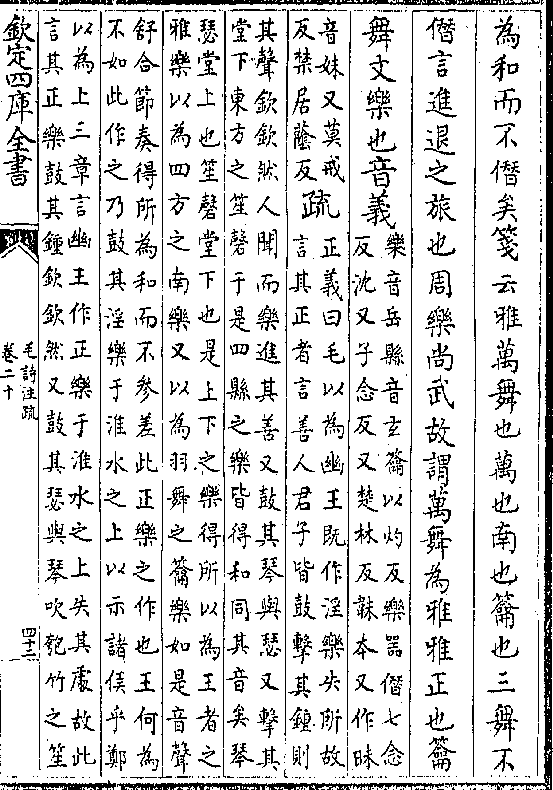 為和而不僭矣箋云雅萬舞也萬也南也籥也三舞不
僭言進退之旅也周樂尚武故謂萬舞為雅雅正也籥
舞文樂也音義
樂音岳縣音玄籥以灼反樂器僭七念
反沈又子念反又楚林反韎本又作昧
音妹又莫戒
反禁居蔭反
疏
正義曰毛以為幽王既作淫樂失所故
言其正者言善人君子皆鼓擊其鍾則
其聲欽欽然人聞而樂進其善又鼓其琴與瑟又擊其
堂下東方之笙磬于是四縣之樂皆得和同其音矣琴
瑟堂上也笙磬堂下也是上下之樂得所以為王者之
雅樂以為四方之南樂又以為羽舞之籥樂如是音聲
舒合節奏得所為和而不參差此正樂之作也王何為
不如此作之乃鼓其淫樂于淮水之上以示諸侯乎鄭
以為上三章言幽王作正樂于淮水之上失其處故此
言其正樂鼓其鍾欽欽然又鼓其瑟與琴吹匏竹之笙
欽定四庫全書
毛詩注疏
卷二十
四十三